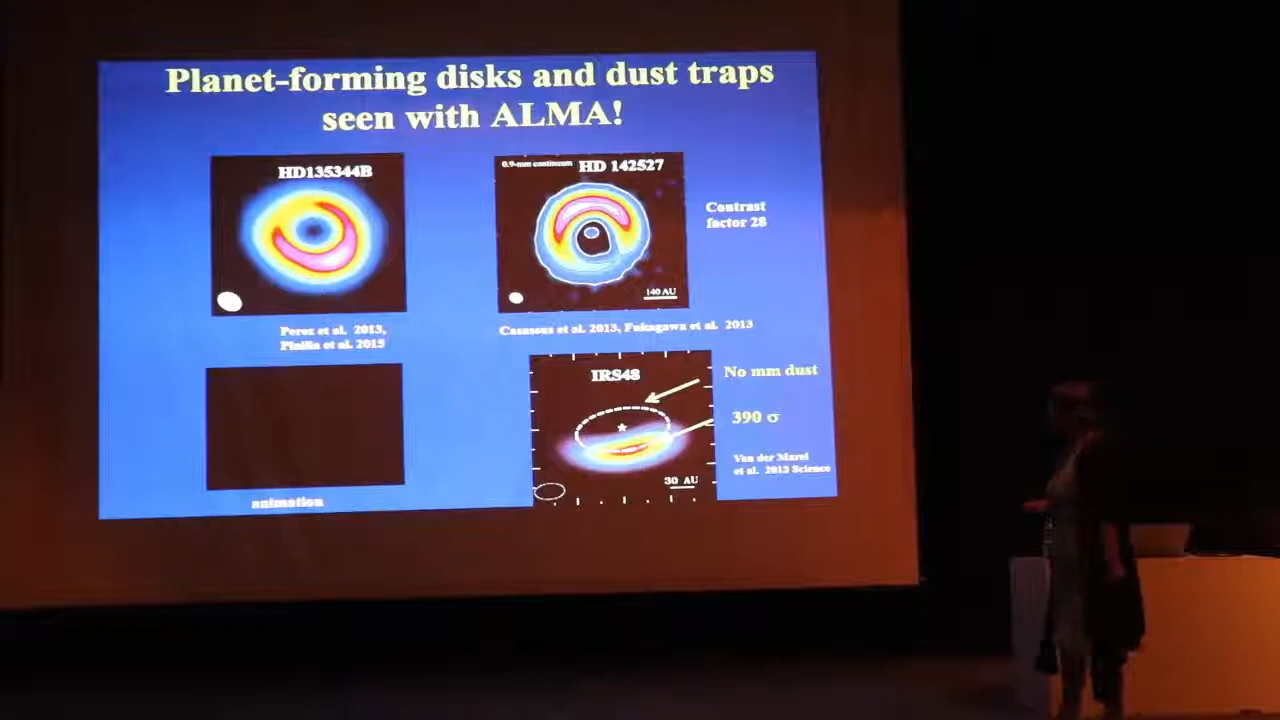 Planet-forming disks and dust traps
seen with ALMA!
HD135344B
0.9-mm continuum HD 142527
Contrast
factor 28
140 AU
Perez et al. 2013,
Pinilla et al. 2015
Casassus et al. 2013, Fukagawa et al. 2013
IRS48
No mm dust
390 σ
Van der Marel
et al. 2013 Science
30 AU
animation